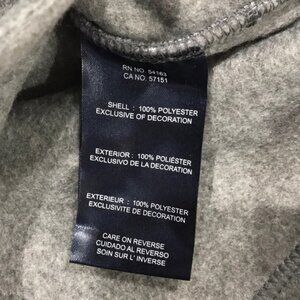 RN NO. 54163
CA NO. 57151
SHELL : 100% POLYESTER
EXCLUSIVE OF DECORATION
EXTERIOR : 100% POLIÉSTER
EXCLUSIVO DE LA DECORACIÓN
EXTERIEUR : 100% POLYESTER
EXCLUSIVITE DE DECORATION
CARE ON REVERSE
CUIDADO AL REVERSO
SOIN SUR L' INVERSE